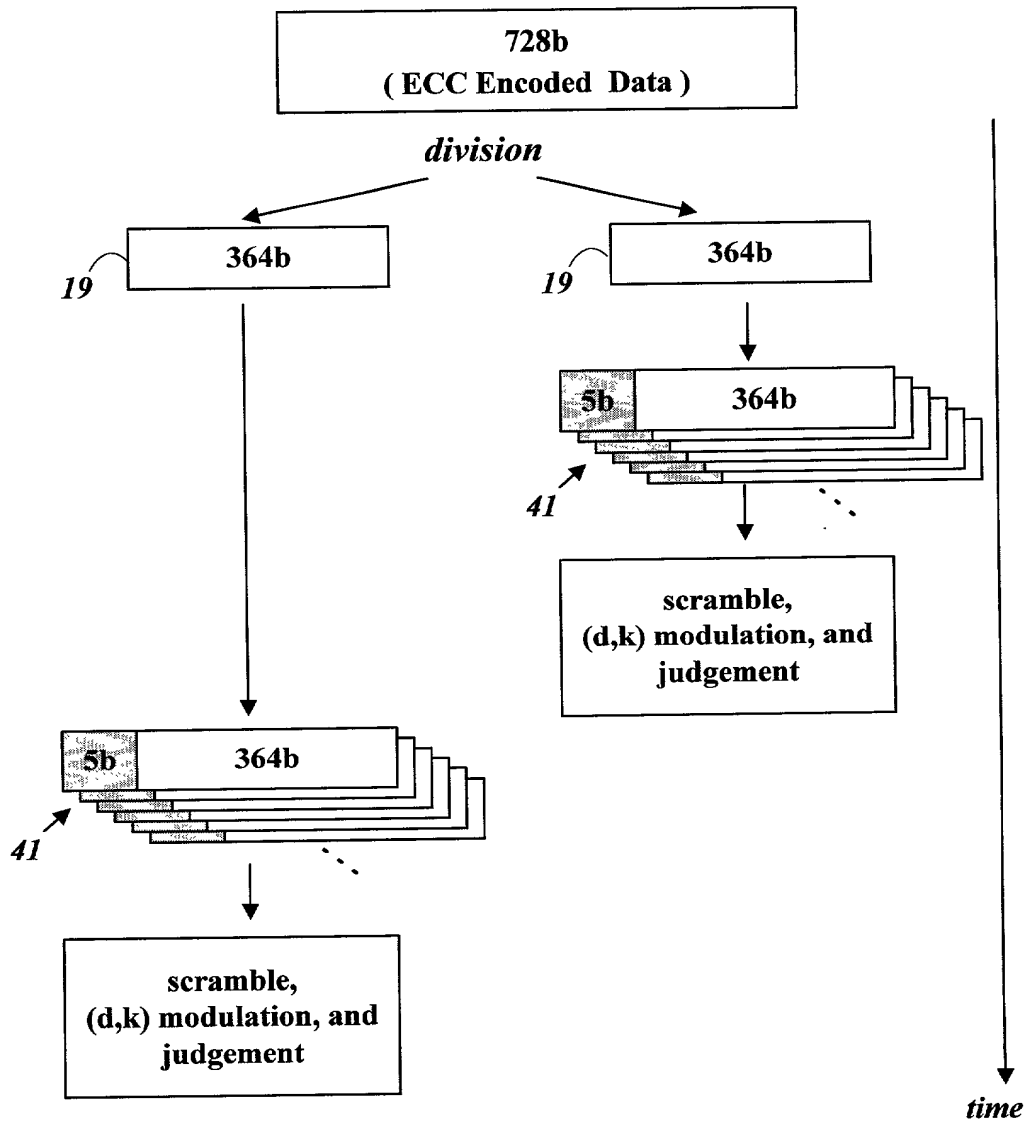 728b
( ECC Encoded Data )
division
364b
19
364b
19
5b
364b
41
scramble,
(d,k) modulation, and
judgement
5b
364b
41
scramble,
(d,k) modulation, and
judgement
time